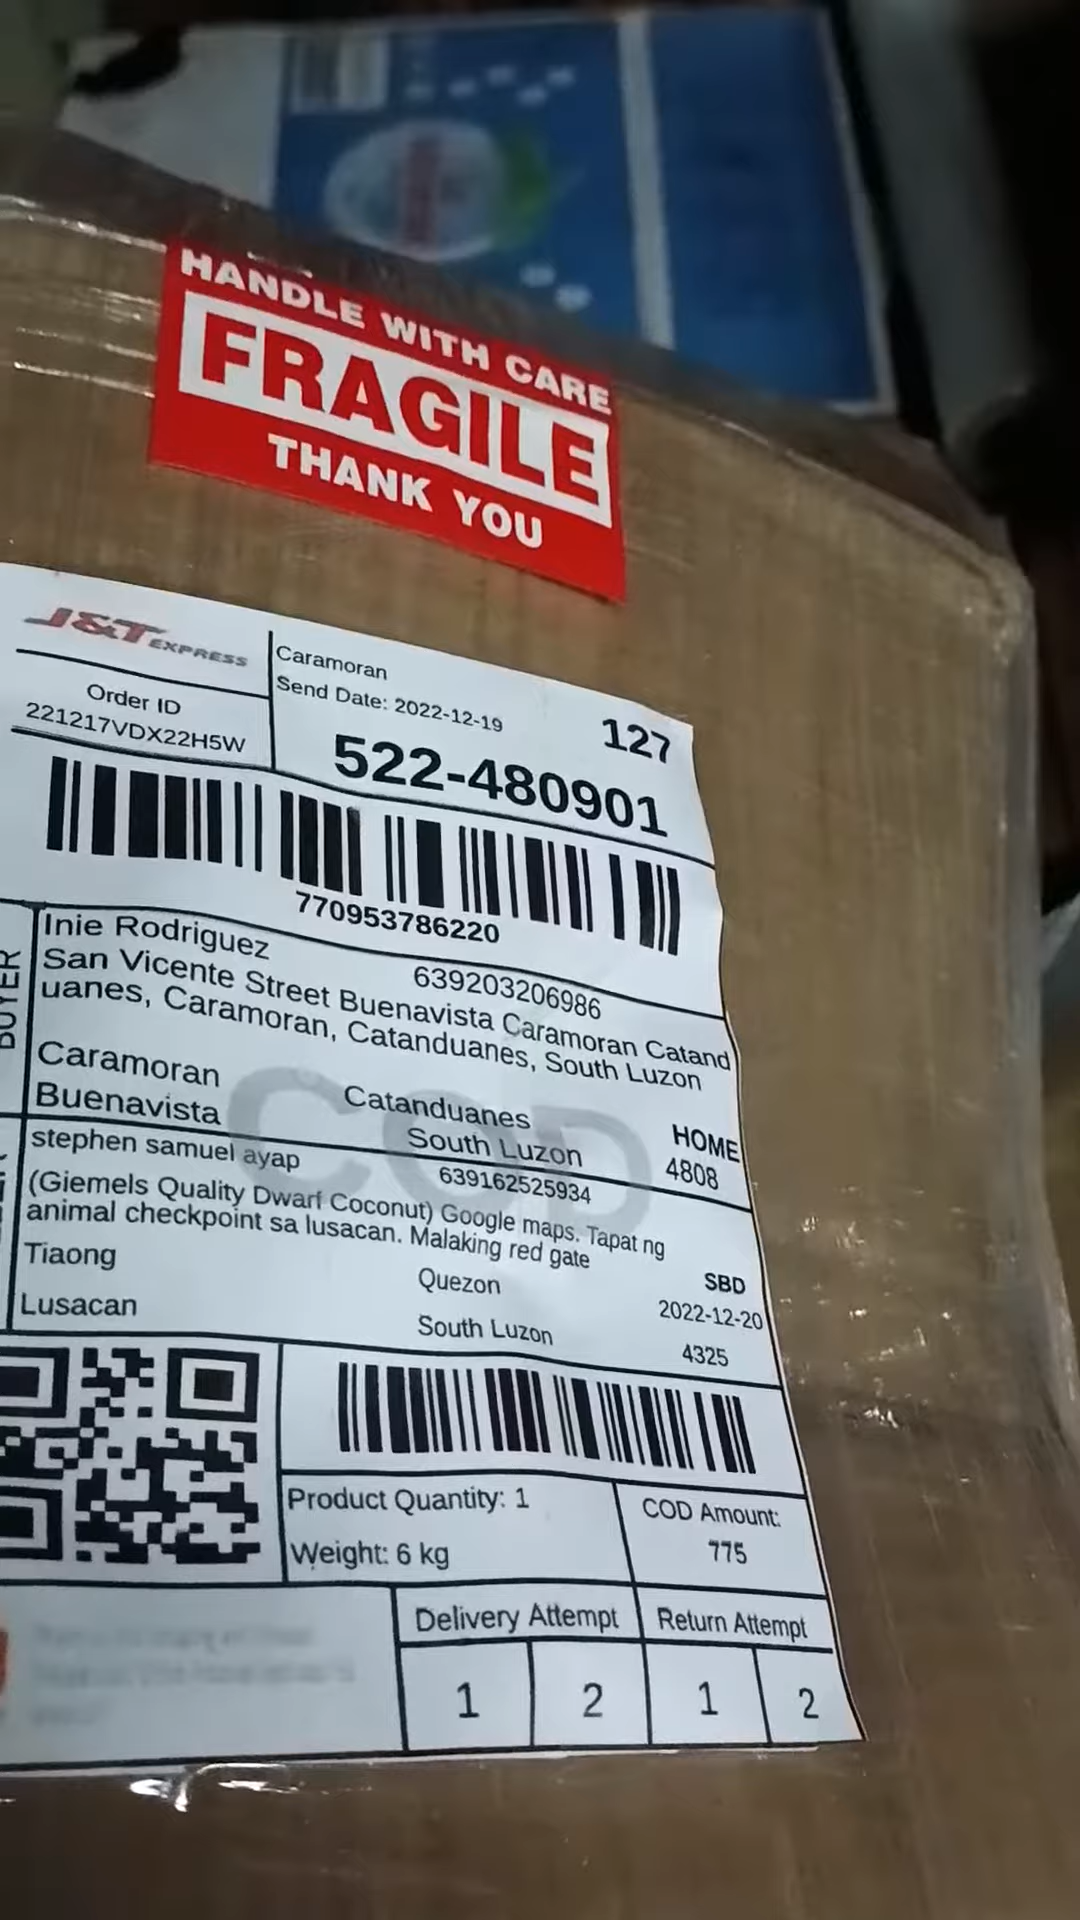 HANDLE WITH CARE
FRAGILE
THANK YOU
J&T EXPRESS
Caramoran
Send Date: 2022-12-19
127
Order ID
221217VDX22H5W
522-480901
770953786220
BUYER
Inie Rodriguez
639203206986
San Vicente Street Buenavista Caramoran Catand
uanes, Caramoran, Catanduanes, South Luzon
Caramoran Catanduanes HOME
Buenavista South Luzon 4808
COD
stephen samuel ayap 639162525934
(Giemels Quality Dwarf Coconut) Google maps. Tapat ng
animal checkpoint sa lusacan. Malaking red gate
SBD
Tiaong Quezon 2022-12-20
Lusacan South Luzon 4325
Product Quantity: 1
Weight: 6 kg
COD Amount:
775
Delivery Attempt Return Attempt
1 2 1 2